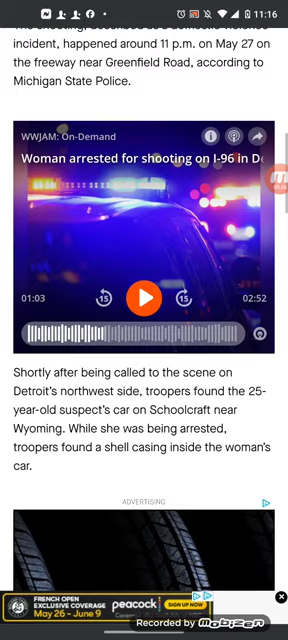 11:16
incident, happened around 11 p.m. on May 27 on
the freeway near Greenfield Road, according to
Michigan State Police.
WWJAM: On-Demand
Woman arrested for shooting on I-96 in De
01:03
15
15
02:52
Shortly after being called to the scene on
Detroit’s northwest side, troopers found the 25-
year-old suspect’s car on Schoolcraft near
Wyoming. While she was being arrested,
troopers found a shell casing inside the woman’s
car.
ADVERTISING
FRENCH OPEN
EXCLUSIVE COVERAGE
MAY 26 - JUNE 9
peacock
SIGN UP NOW
Recorded by mobizen